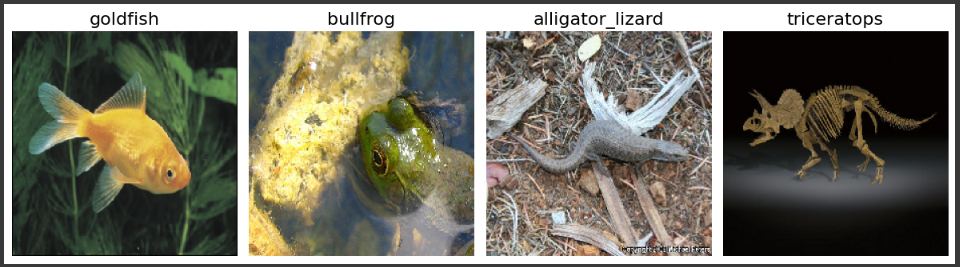 goldfish
bullfrog
alligator_lizard
triceratops